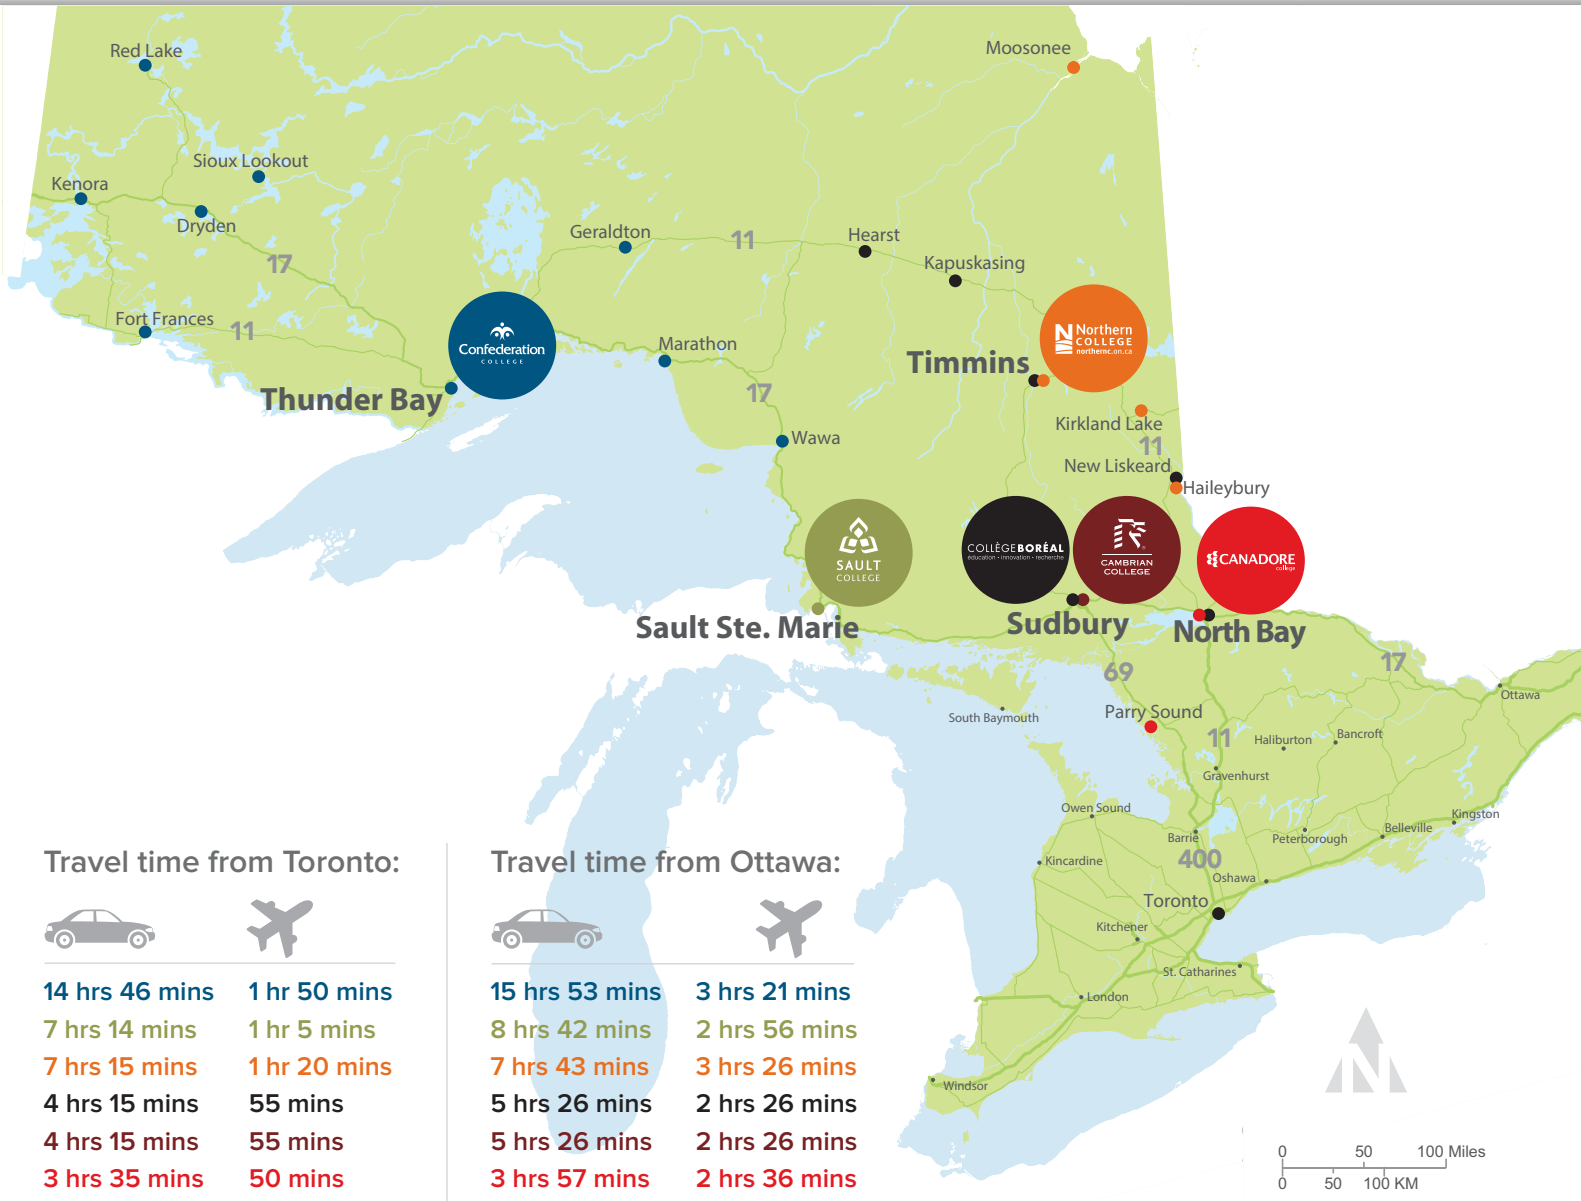 Red Lake
Moosonee
Sioux Lookout
Kenora
Dryden
Geraldton
11
Hearst
Kapuskasing
17
Fort Frances
11
Confederation
COLLEGE
Marathon
Northern
COLLEGE
northernc.on.ca
Timmins
Thunder Bay
17
Kirkland Lake
11
Wawa
New Liskeard
Haileybury
SAULT
COLLEGE
COLLÈGEBORÉAL
éducation • innovation • recherche
CAMBRIAN
COLLEGE
CANADORE
college
Sault Ste. Marie
Sudbury
North Bay
69
17
Ottawa
South Baymouth
Parry Sound
11
Haliburton
Bancroft
Gravenhurst
Owen Sound
Barrie
Peterborough
Belleville
Kingston
Kincardine
400
Oshawa
Toronto
Kitchener
St. Catharines
London
Windsor
Travel time from Toronto:
14 hrs 46 mins 1 hr 50 mins
7 hrs 14 mins 1 hr 5 mins
7 hrs 15 mins 1 hr 20 mins
4 hrs 15 mins 55 mins
4 hrs 15 mins 55 mins
3 hrs 35 mins 50 mins
Travel time from Ottawa:
15 hrs 53 mins 3 hrs 21 mins
8 hrs 42 mins 2 hrs 56 mins
7 hrs 43 mins 3 hrs 26 mins
5 hrs 26 mins 2 hrs 26 mins
5 hrs 26 mins 2 hrs 26 mins
3 hrs 57 mins 2 hrs 36 mins
N
0 50 100 Miles
0 50 100 KM